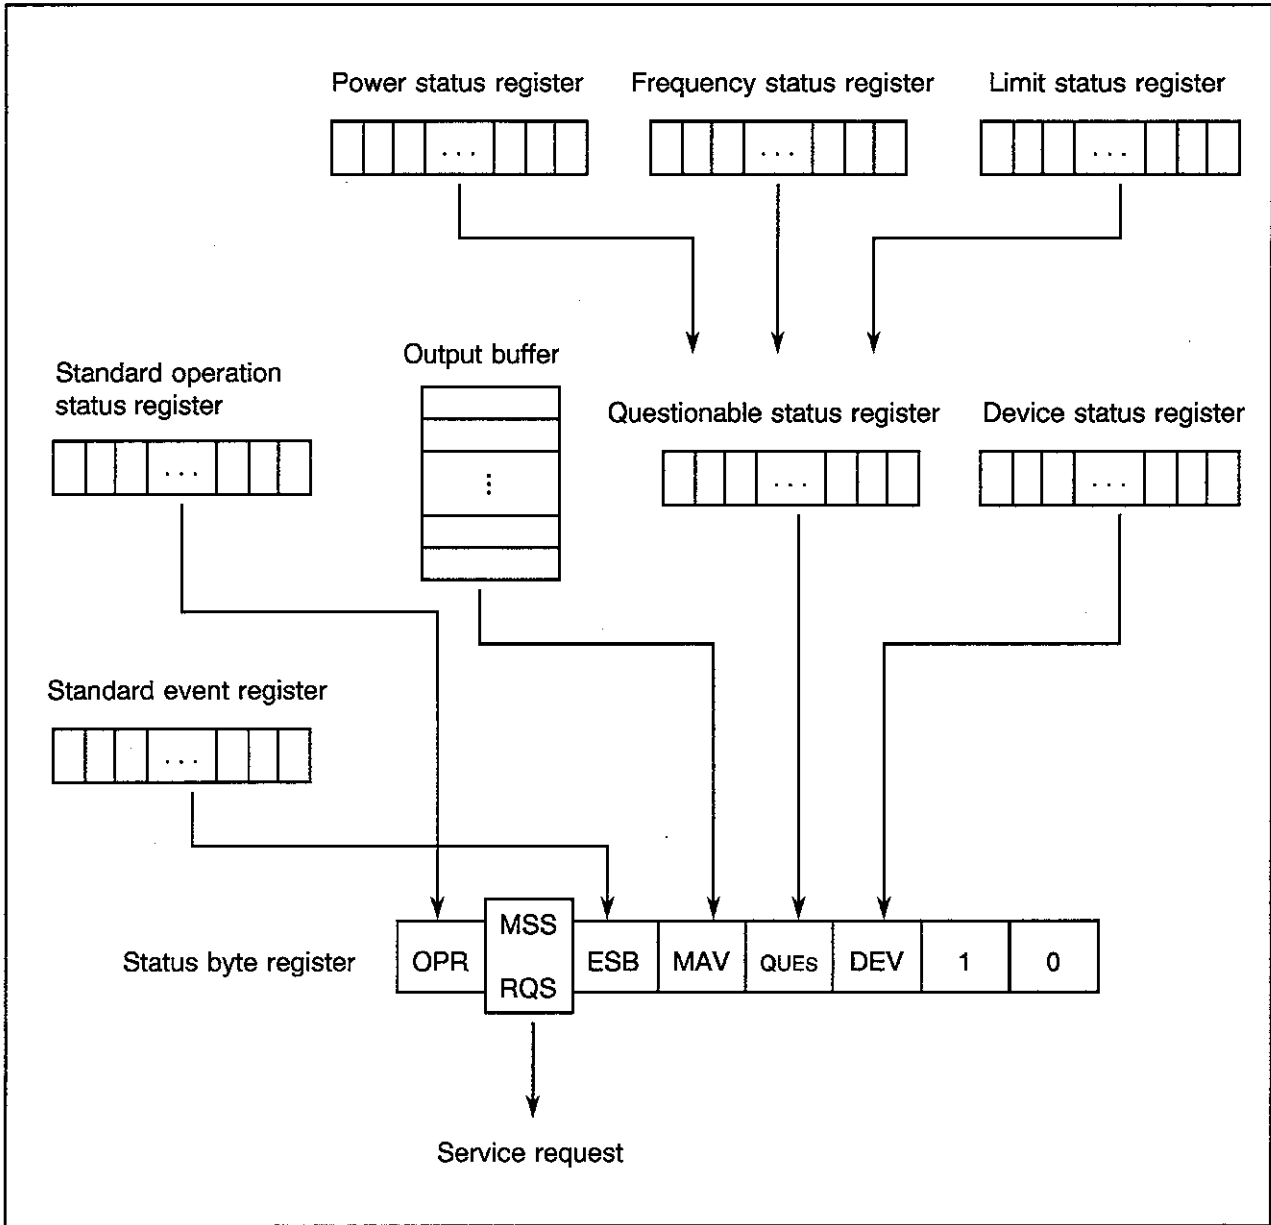 Power status register
Frequency status register
Limit status register
...
...
...
Output buffer
Standard operation
status register
Questionable status register
Device status register
...
⋮
...
...
Standard event register
...
Status byte register
OPR
MSS
RQS
ESB
MAV
QUEs
DEV
1
0
Service request